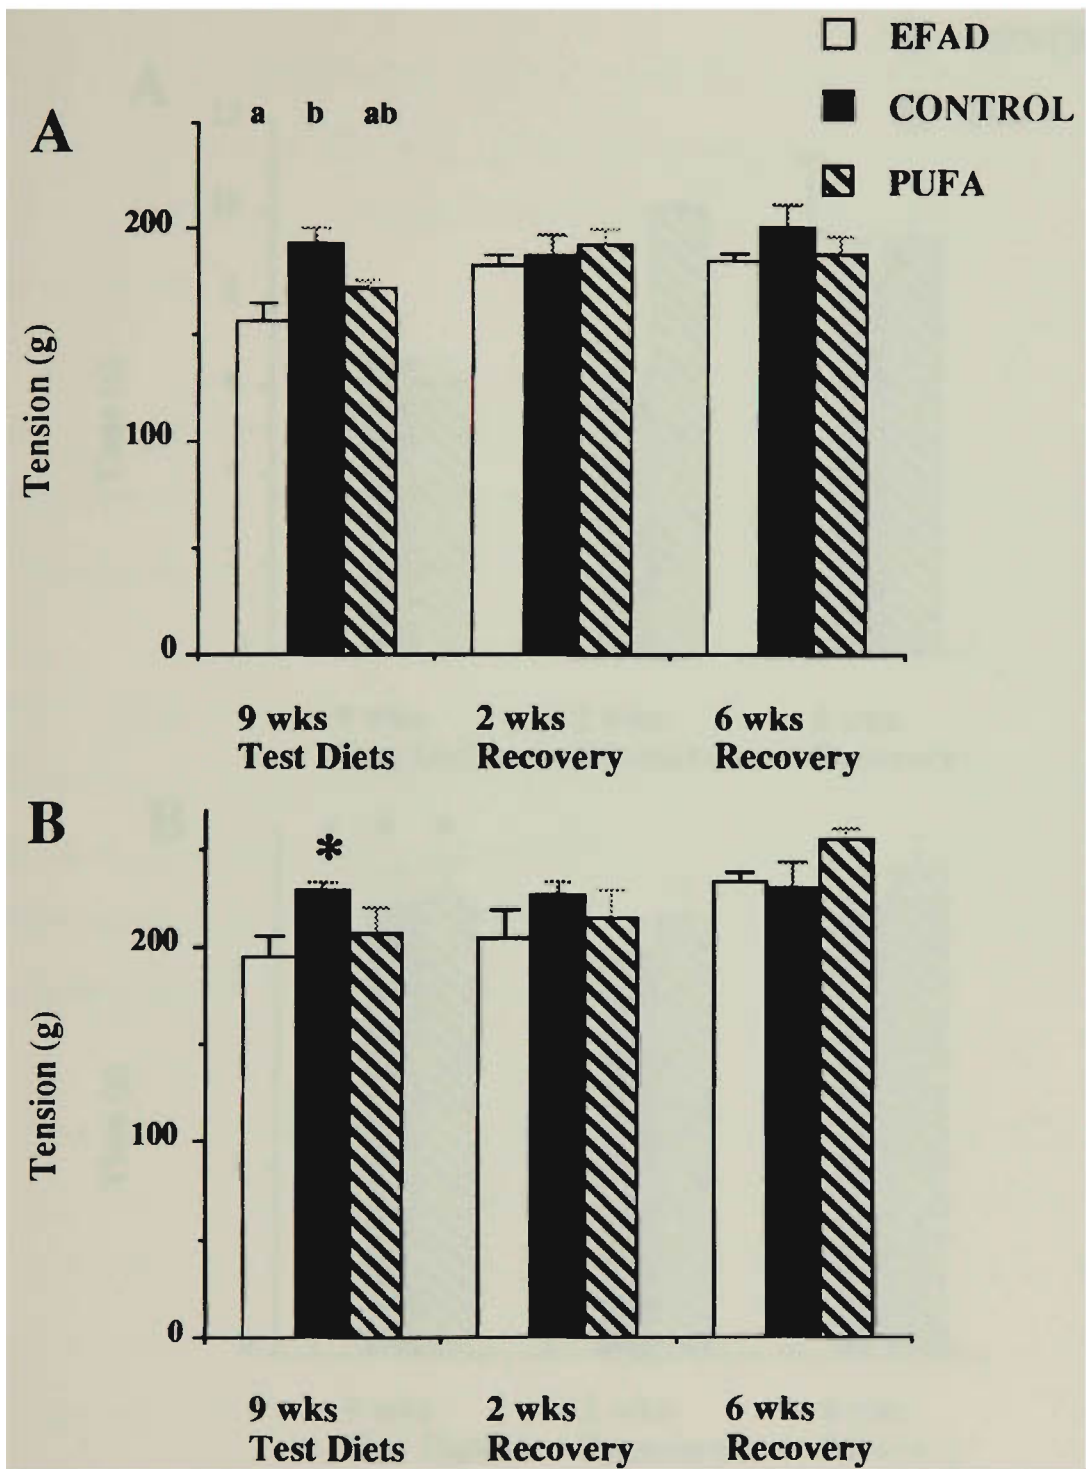 EFAD
CONTROL
PUFA
A
a b ab
200
100
0
Tension (g)
9 wks 2 wks 6 wks
Test Diets Recovery Recovery
B
*
200
100
0
Tension (g)
9 wks 2 wks 6 wks
Test Diets Recovery Recovery